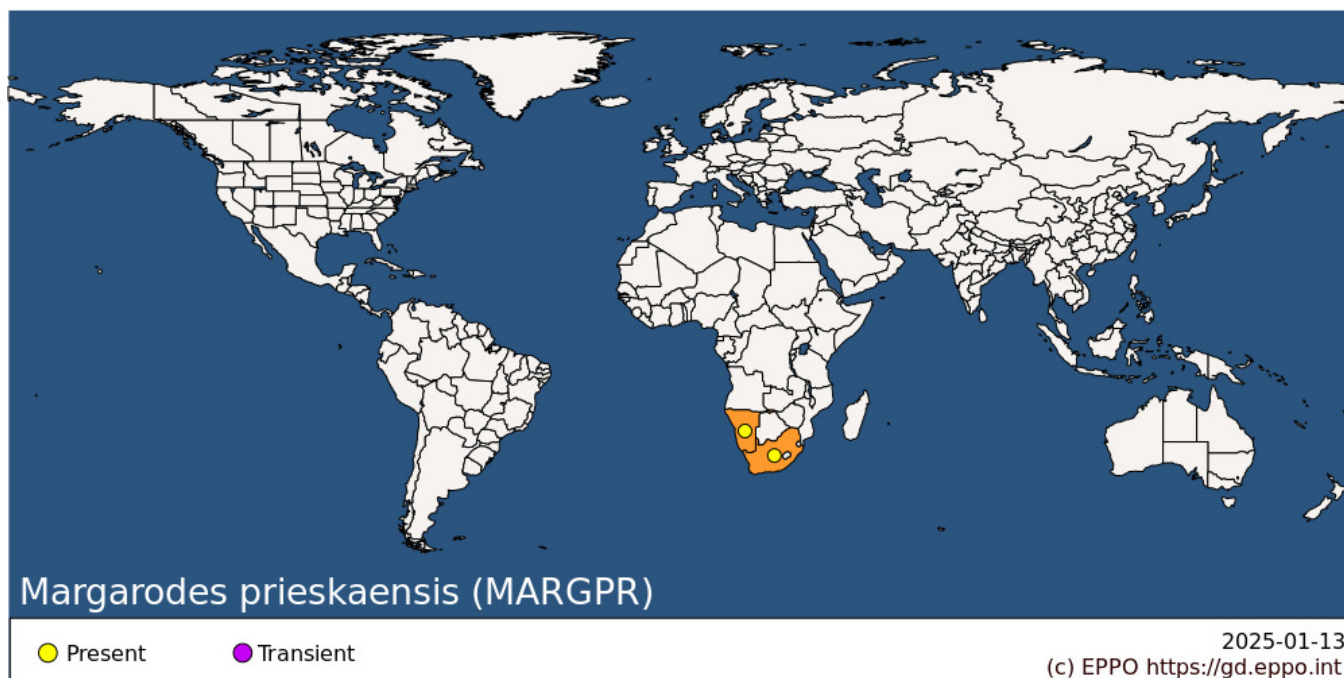 Margarodes prieskaensis (MARGPR)
Present
Transient
2025-01-13
(c) EPPO https://gd.eppo.int